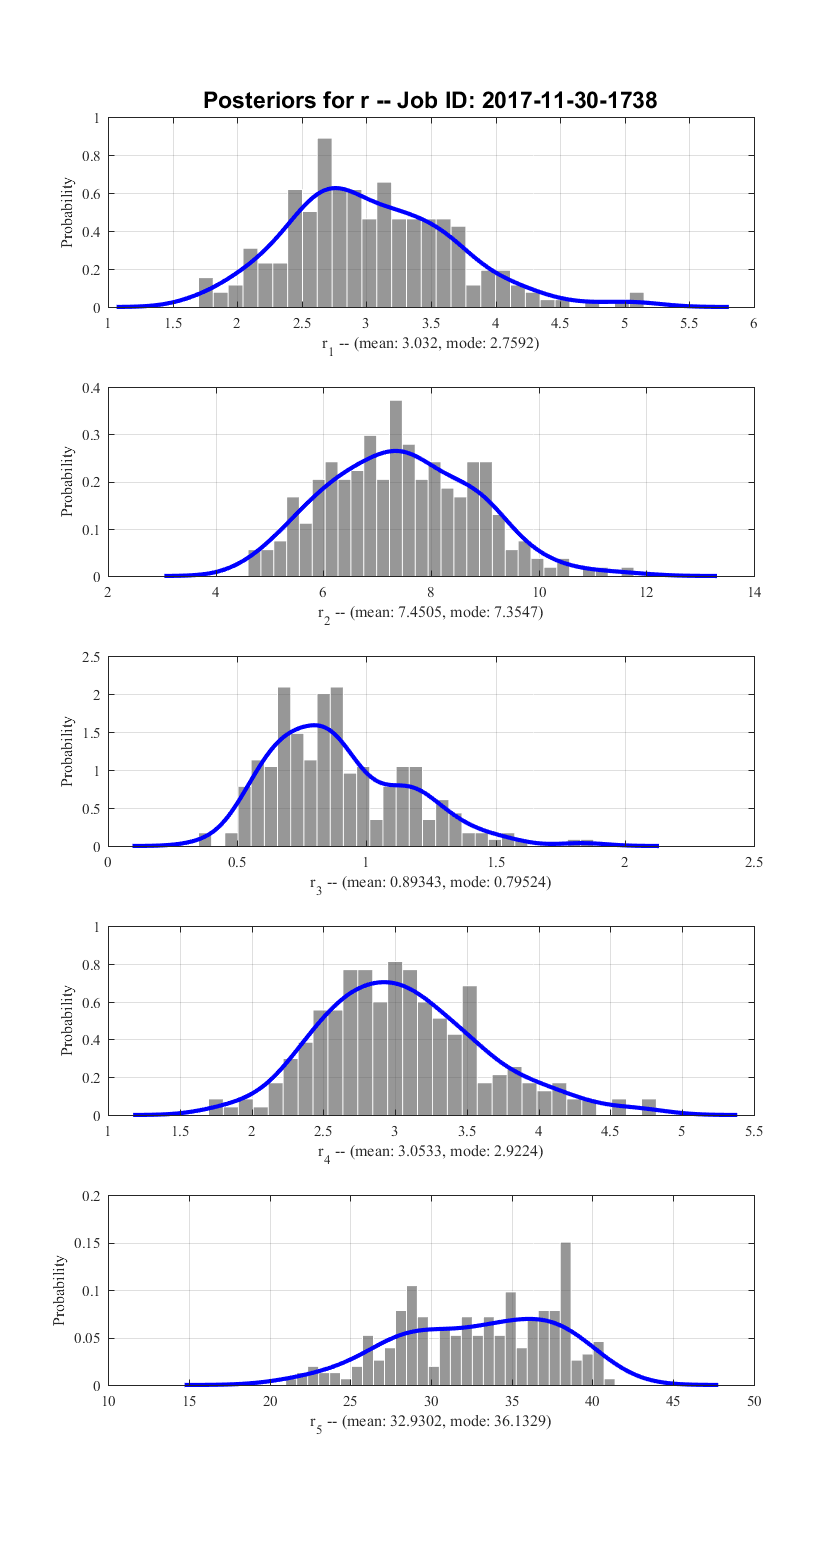 Posteriors for r -- Job ID: 2017-11-30-1738
1
0.8
0.6
0.4
0.2
0
Probability
1 1.5 2 2.5 3 3.5 4 4.5 5 5.5 6
r1 -- (mean: 3.032, mode: 2.7592)
0.4
0.3
0.2
0.1
0
Probability
2 4 6 8 10 12 14
r2 -- (mean: 7.4505, mode: 7.3547)
2.5
2
1.5
1
0.5
0
Probability
0 0.5 1 1.5 2 2.5
r3 -- (mean: 0.89343, mode: 0.79524)
1
0.8
0.6
0.4
0.2
0
Probability
1 1.5 2 2.5 3 3.5 4 4.5 5 5.5
r4 -- (mean: 3.0533, mode: 2.9224)
0.2
0.15
0.1
0.05
0
Probability
10 15 20 25 30 35 40 45 50
r5 -- (mean: 32.9302, mode: 36.1329)